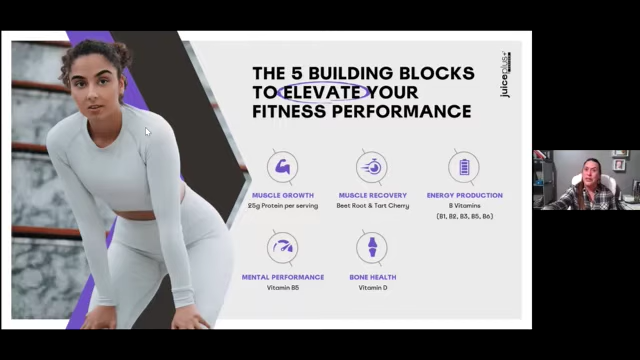 THE 5 BUILDING BLOCKS
TO ELEVATE YOUR
FITNESS PERFORMANCE
juice plus+
MUSCLE GROWTH
25g Protein per serving
MUSCLE RECOVERY
Beet Root & Tart Cherry
ENERGY PRODUCTION
B Vitamins
(B1, B2, B3, B5, B6)
MENTAL PERFORMANCE
Vitamin B5
BONE HEALTH
Vitamin D